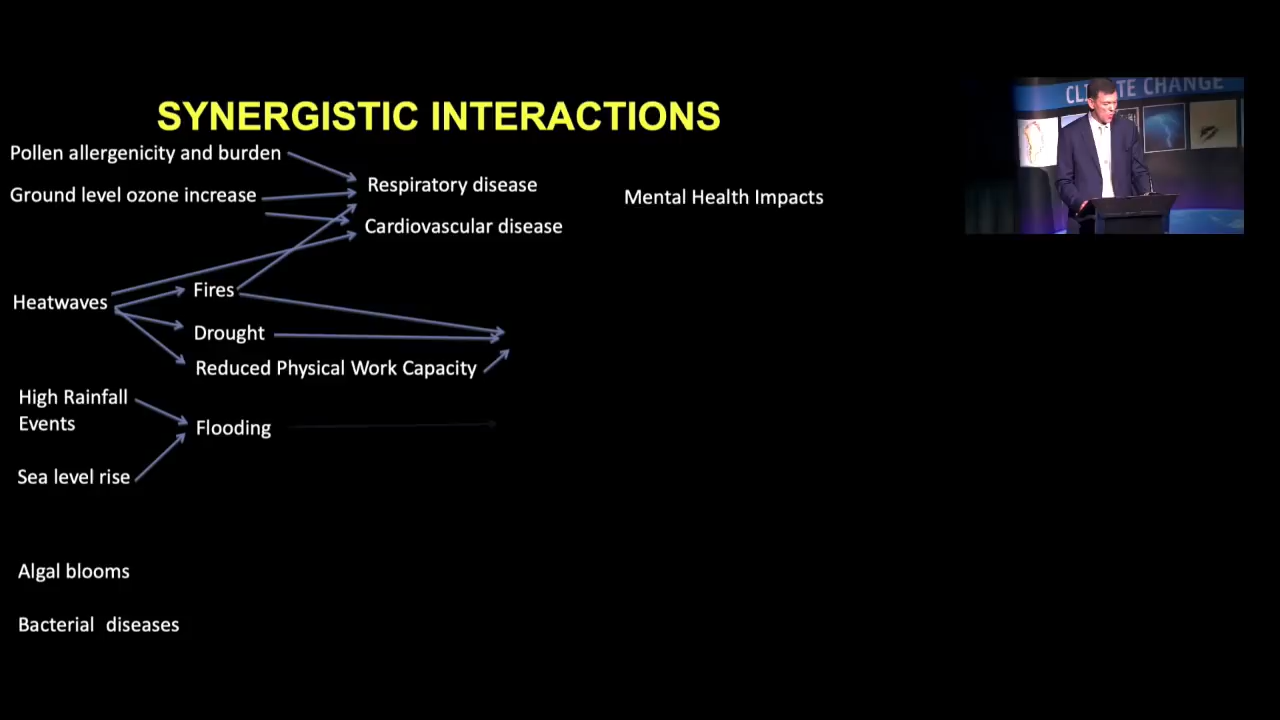 CLIMATE CHANGE
SYNERGISTIC INTERACTIONS
Pollen allergenicity and burden
Respiratory disease
Ground level ozone increase
Mental Health Impacts
Cardiovascular disease
Fires
Heatwaves
Drought
Reduced Physical Work Capacity
High Rainfall
Events
Flooding
Sea level rise
Algal blooms
Bacterial diseases